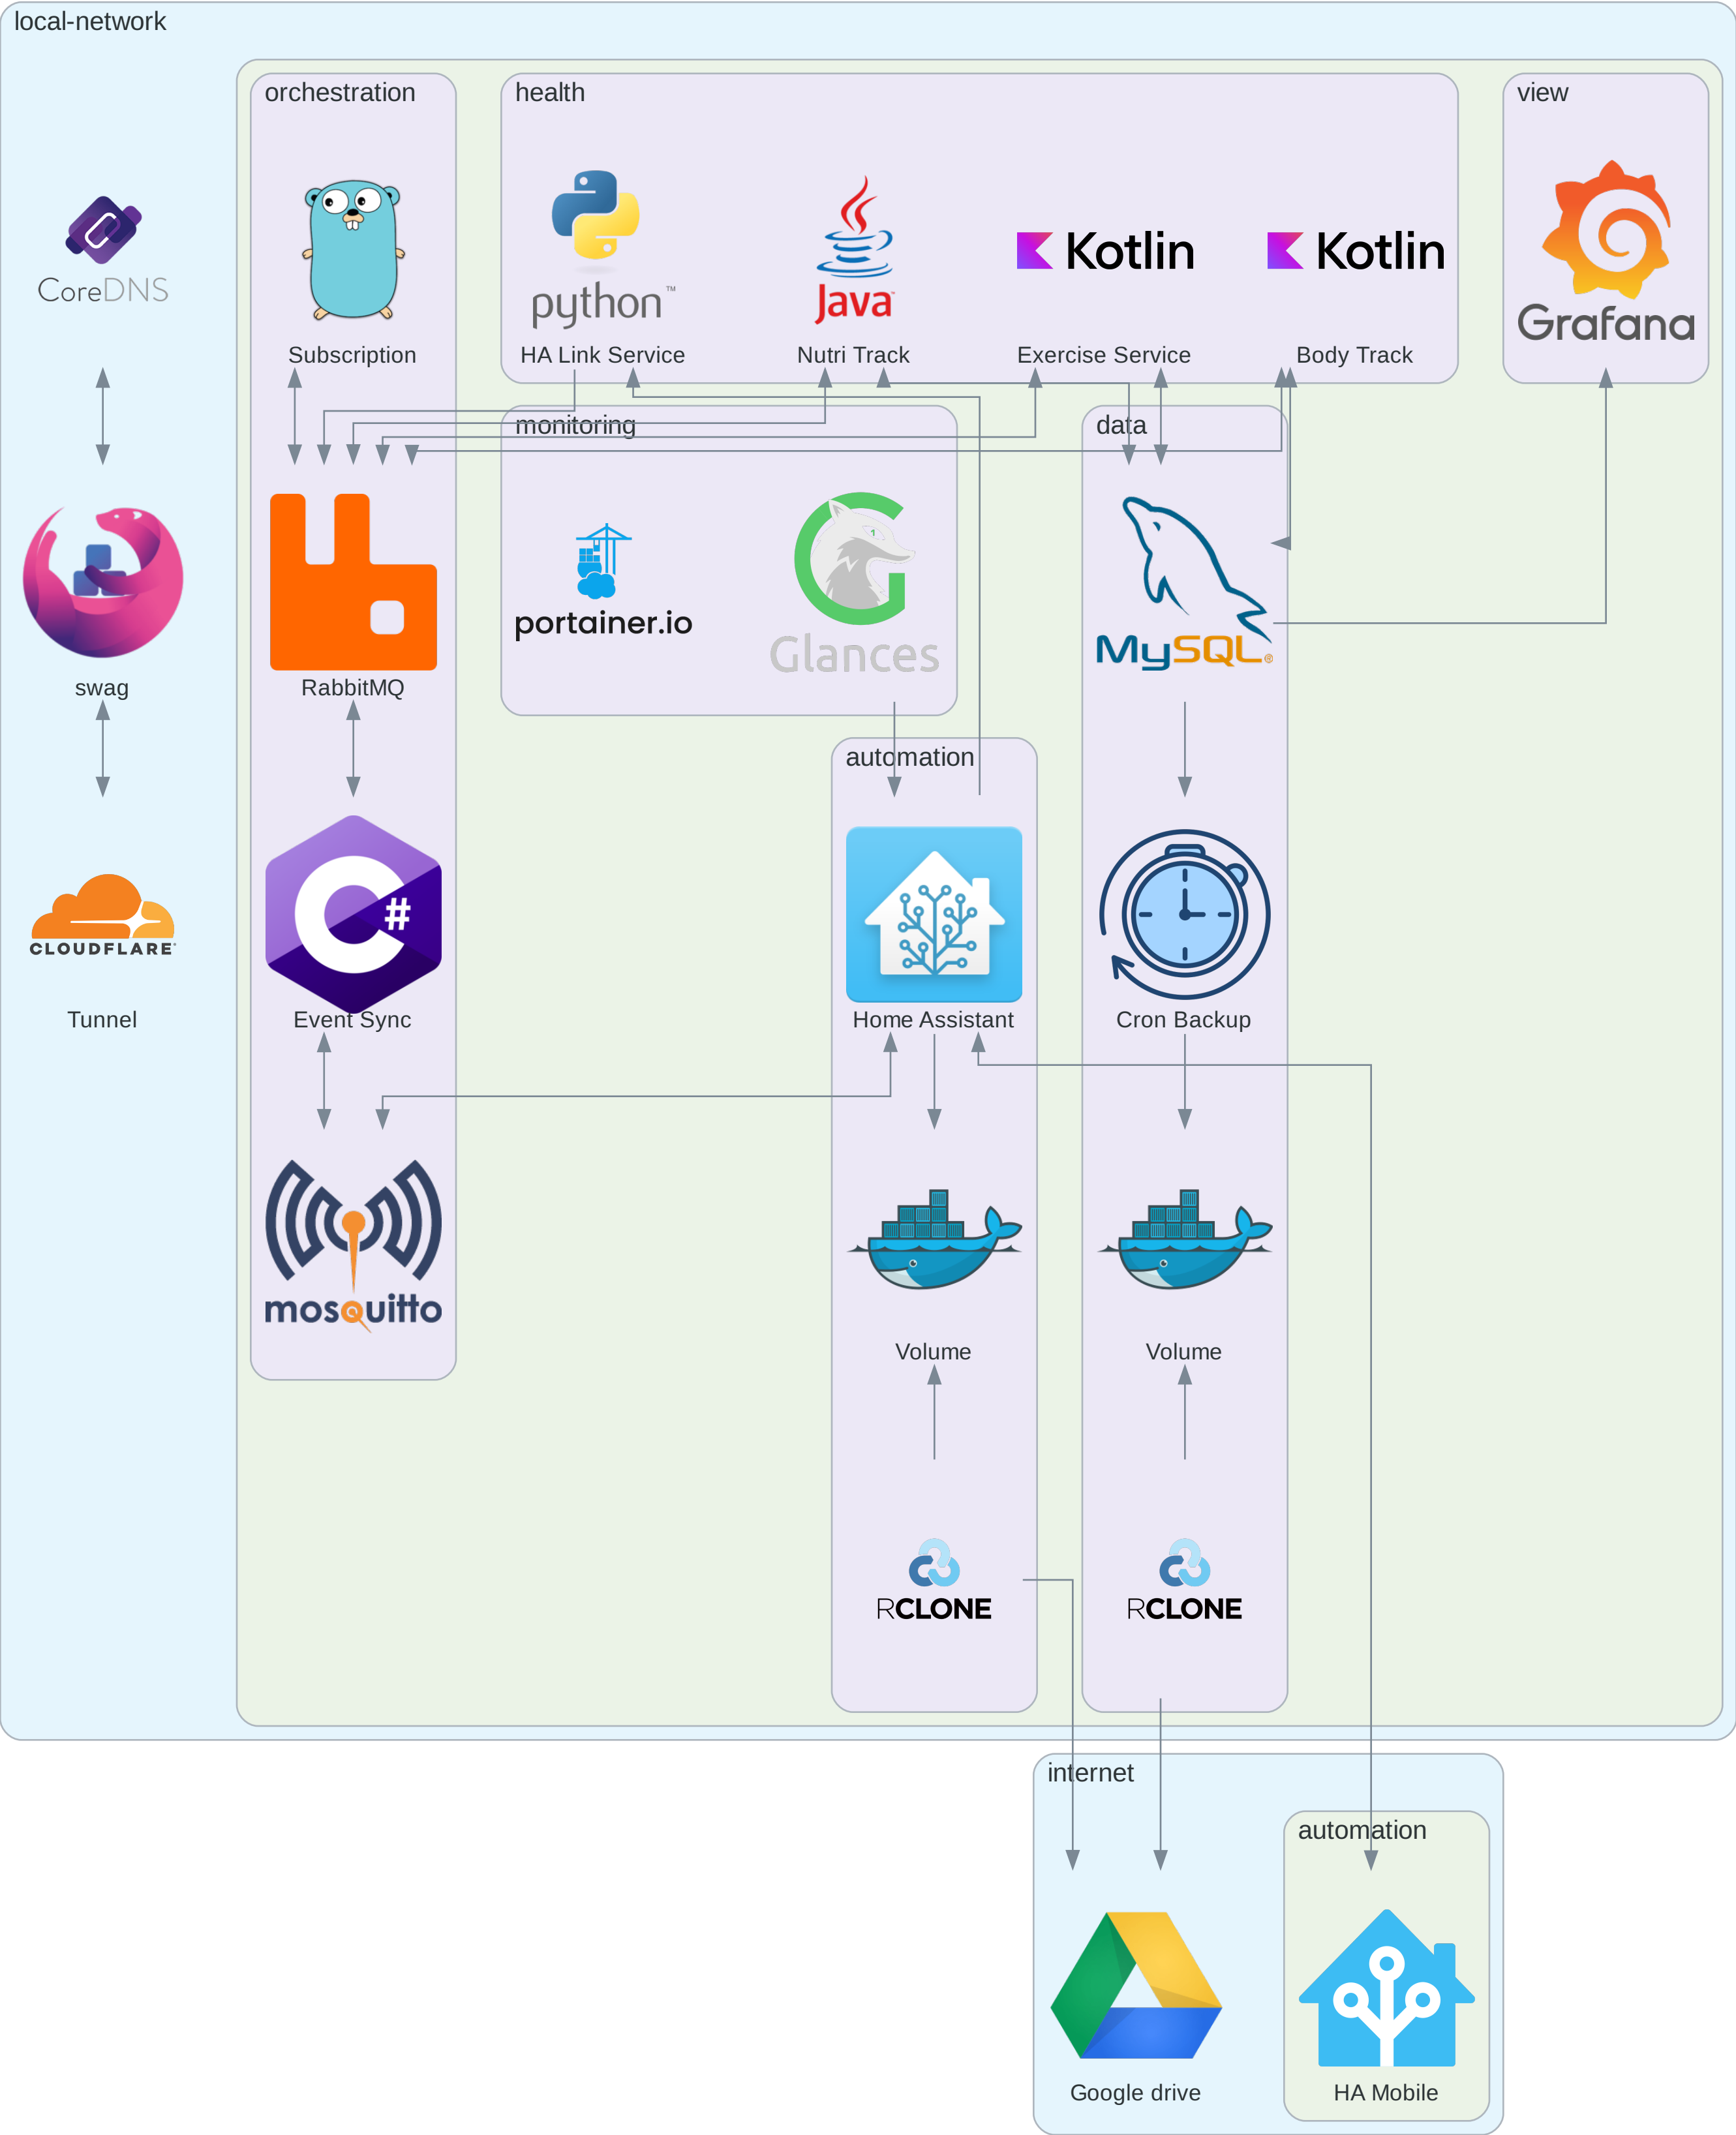 local-network
orchestration
health
view
CoreDNS
python™
Java™
Kotlin
Kotlin
Grafana
Subscription
HA Link Service
Nutri Track
Exercise Service
Body Track
monitoring
data
portainer.io
Glances
MySQL®
swag
RabbitMQ
automation
C#
CLOUDFLARE
Tunnel
Event Sync
Home Assistant
Cron Backup
mosquitto
Volume
Volume
RCLONE
RCLONE
internet
automation
Google drive
HA Mobile